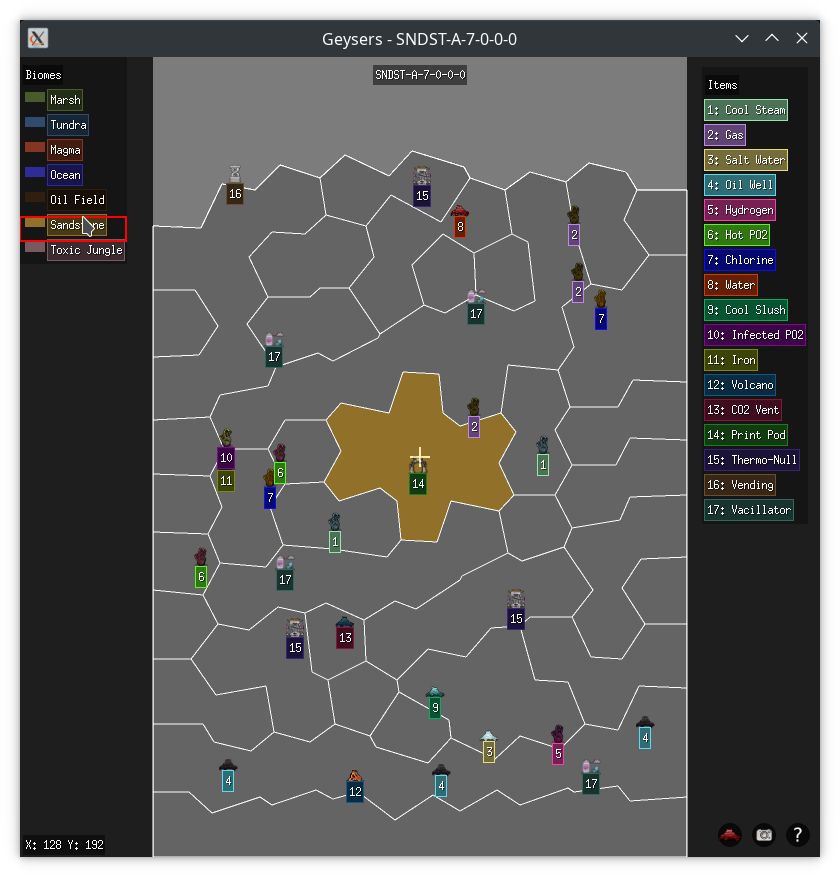 Geysers - SNDST-A-7-0-0-0
Biomes
Marsh
Tundra
Magma
Ocean
Oil Field
Toxic Jungle
SNDST-A-7-0-0-0
16
15
8
2
2
7
17
17
2
10
11
6
7
14
1
1
6
17
15
15
13
9
3
5
4
4
12
4
17
Items
1: Cool Steam
2: Gas
3: Salt Water
4: Oil Well
5: Hydrogen
6: Hot PO2
7: Chlorine
8: Water
9: Cool Slush
10: Infected PO2
11: Iron
12: Volcano
13: CO2 Vent
14: Print Pod
15: Thermo-Null
16: Vending
17: Vacillator
X: 128 Y: 192
?